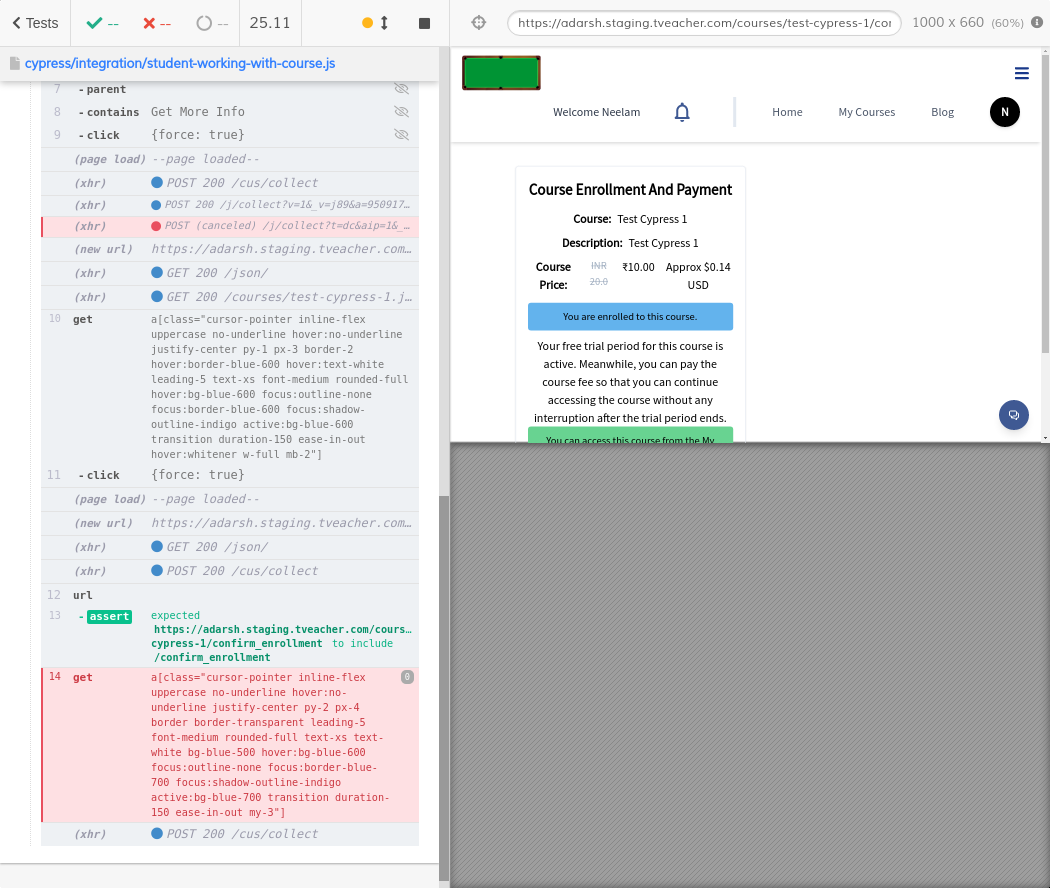 Tests
--
--
--
25.11
https://adarsh.staging.tveacher.com/courses/test-cypress-1/cor
1000 x 660 (60%)
cypress/integration/student-working-with-course.js
7 -parent
8 -contains Get More Info
9 -click {force: true}
(page load) --page loaded--
(xhr) POST 200 /cus/collect
(xhr) POST 200 /j/collect?v=1&_v=j89&a=950917…
(xhr) POST (canceled) /j/collect?t=dc&aip=1&_…
(new url) https://adarsh.staging.tveacher.com…
(xhr) GET 200 /json/
(xhr) GET 200 /courses/test-cypress-1.j…
10 get a[class="cursor-pointer inline-flex
uppercase no-underline hover:no-underline
justify-center py-1 px-3 border-2
hover:border-blue-600 hover:text-white
leading-5 text-xs font-medium rounded-full
hover:bg-blue-600 focus:outline-none
focus:border-blue-600 focus:shadow-
outline-indigo active:bg-blue-600
transition duration-150 ease-in-out
hover:whitener w-full mb-2"]
11 -click {force: true}
(page load) --page loaded--
(new url) https://adarsh.staging.tveacher.com…
(xhr) GET 200 /json/
(xhr) POST 200 /cus/collect
12 url
13 -assert expected
https://adarsh.staging.tveacher.com/cours…
cypress-1/confirm_enrollment to include
/confirm_enrollment
14 get a[class="cursor-pointer inline-flex 0
uppercase no-underline hover:no-
underline justify-center py-2 px-4
border border-transparent leading-5
font-medium rounded-full text-xs text-
white bg-blue-500 hover:bg-blue-600
focus:outline-none focus:border-blue-
700 focus:shadow-outline-indigo
active:bg-blue-700 transition duration-
150 ease-in-out my-3"]
(xhr) POST 200 /cus/collect
Welcome Neelam
Home
My Courses
Blog
N
Course Enrollment And Payment
Course: Test Cypress 1
Description: Test Cypress 1
Course INR ₹10.00 Approx $0.14
Price: 20.0 USD
You are enrolled to this course.
Your free trial period for this course is
active. Meanwhile, you can pay the
course fee so that you can continue
accessing the course without any
interruption after the trial period ends.
You can access this course from the My